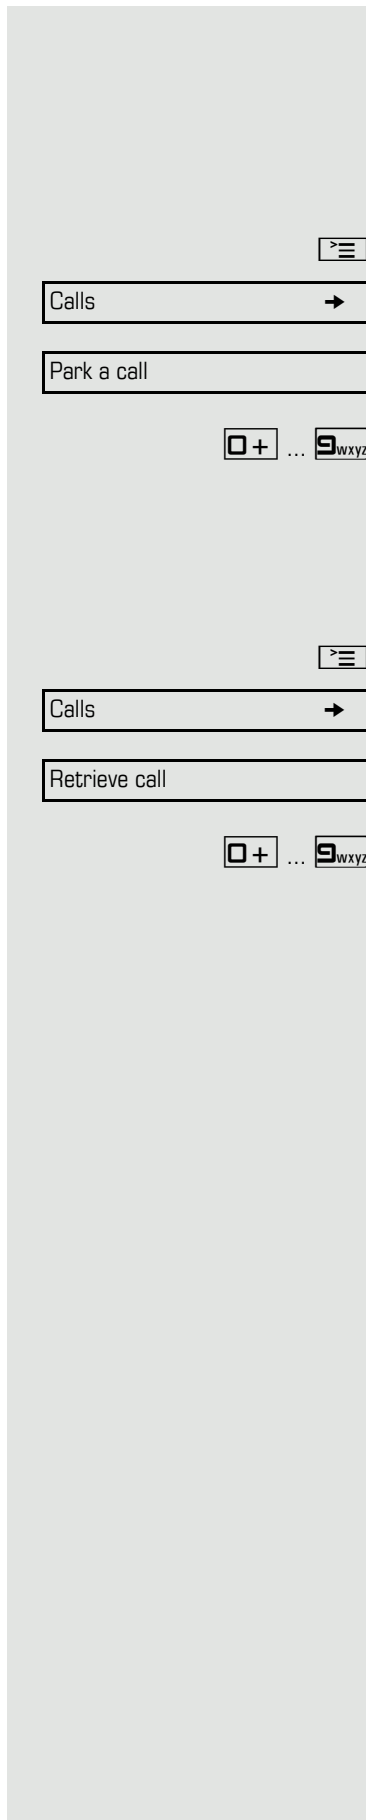 Calls
Park a call
0 + ... 9wxyz
Calls
Retrieve call
0 + ... 9wxyz